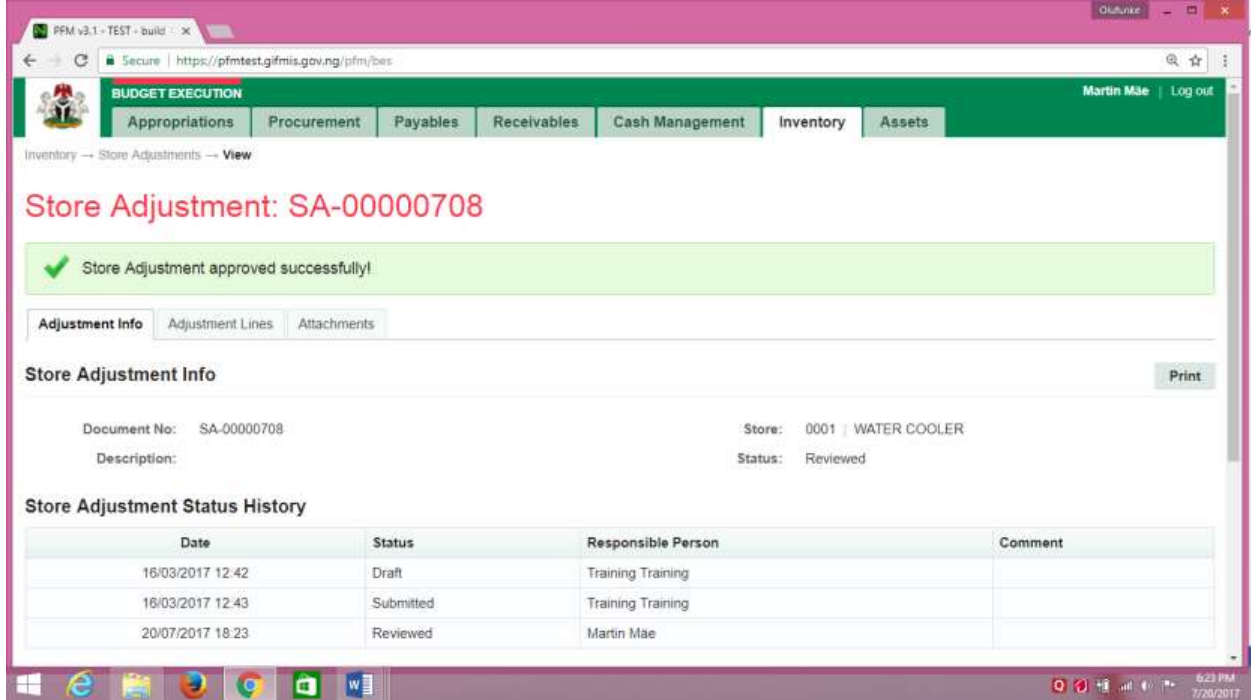 Olufunke
PFM v3.1 - TEST - build
Secure | https://pfmtest.gifmis.gov.ng/pfm/bes
BUDGET EXECUTION
Martin Mäe | Log out
Appropriations Procurement Payables Receivables Cash Management Inventory Assets
Inventory → Store Adjustments → View
Store Adjustment: SA-00000708
Store Adjustment approved successfully!
Adjustment Info Adjustment Lines Attachments
Store Adjustment Info
Print
Document No: SA-00000708 Store: 0001 | WATER COOLER
Description: Status: Reviewed
Store Adjustment Status History
Date Status Responsible Person Comment
16/03/2017 12:42 Draft Training Training
16/03/2017 12:43 Submitted Training Training
20/07/2017 18:23 Reviewed Martin Mäe
6:23 PM
7/20/2017